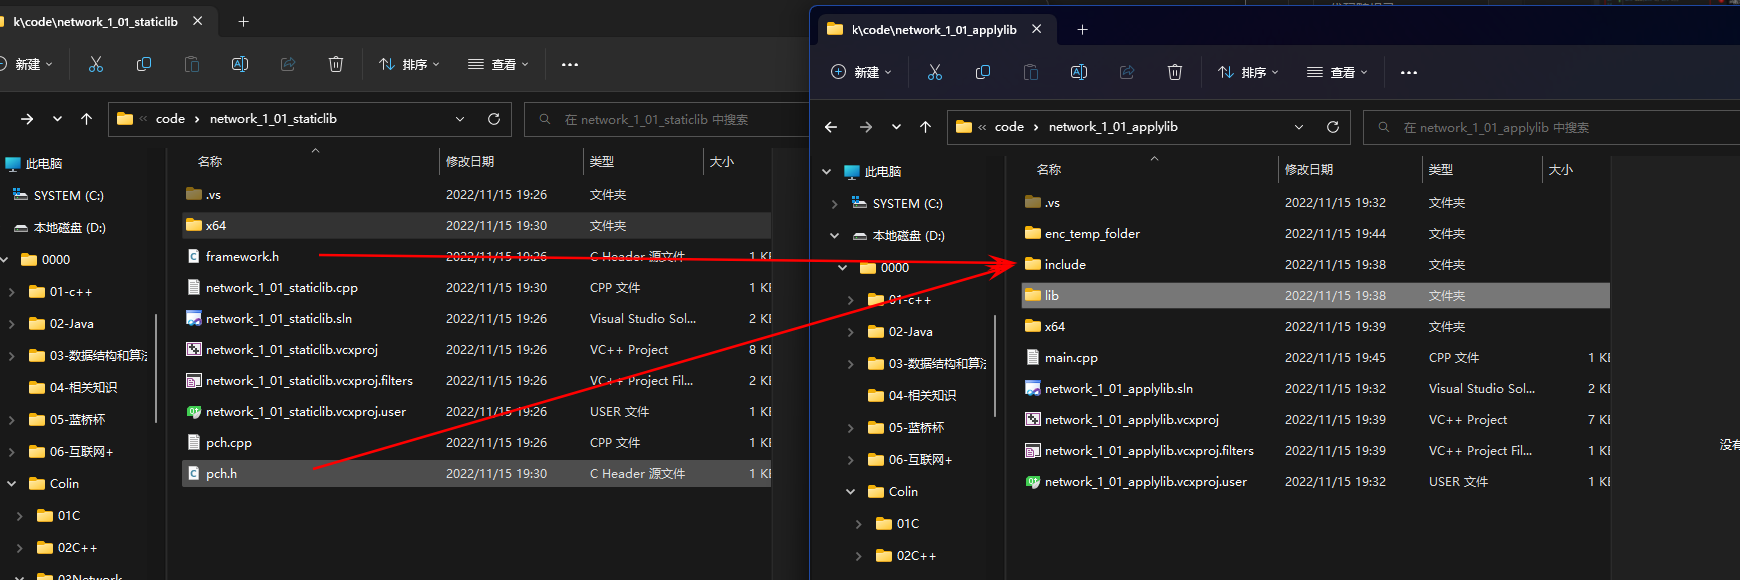 k\code\network_1_01_staticlib
新建
排序
查看
code
network_1_01_staticlib
在 network_1_01_staticlib 中搜索
此电脑
SYSTEM (C:)
本地磁盘 (D:)
0000
01-c++
02-Java
03-数据结构和算法
04-相关知识
05-蓝桥杯
06-互联网+
Colin
01C
02C++
03Network
名称 修改日期 类型 大小
.vs 2022/11/15 19:26 文件夹
x64 2022/11/15 19:30 文件夹
framework.h 2022/11/15 19:26 C Header 源文件 1 KB
network_1_01_staticlib.cpp 2022/11/15 19:30 CPP 文件 1 KB
network_1_01_staticlib.sln 2022/11/15 19:26 Visual Studio Sol... 2 KB
network_1_01_staticlib.vcxproj 2022/11/15 19:26 VC++ Project 8 KB
network_1_01_staticlib.vcxproj.filters 2022/11/15 19:26 VC++ Project Fil... 2 KB
network_1_01_staticlib.vcxproj.user 2022/11/15 19:26 USER 文件 1 KB
pch.cpp 2022/11/15 19:26 CPP 文件 1 KB
pch.h 2022/11/15 19:30 C Header 源文件 1 KB
k\code\network_1_01_applylib
新建
排序
查看
code
network_1_01_applylib
在 network_1_01_applylib 中搜索
此电脑
SYSTEM (C:)
本地磁盘 (D:)
0000
01-c++
02-Java
03-数据结构和算法
04-相关知识
05-蓝桥杯
06-互联网+
Colin
01C
02C++
名称 修改日期 类型 大小
.vs 2022/11/15 19:32 文件夹
enc_temp_folder 2022/11/15 19:44 文件夹
include 2022/11/15 19:38 文件夹
lib 2022/11/15 19:38 文件夹
x64 2022/11/15 19:39 文件夹
main.cpp 2022/11/15 19:45 CPP 文件 1 KB
network_1_01_applylib.sln 2022/11/15 19:32 Visual Studio Sol... 2 KB
network_1_01_applylib.vcxproj 2022/11/15 19:39 VC++ Project 7 KB
network_1_01_applylib.vcxproj.filters 2022/11/15 19:39 VC++ Project Fil... 1 KB
network_1_01_applylib.vcxproj.user 2022/11/15 19:32 USER 文件 1 KB
没有